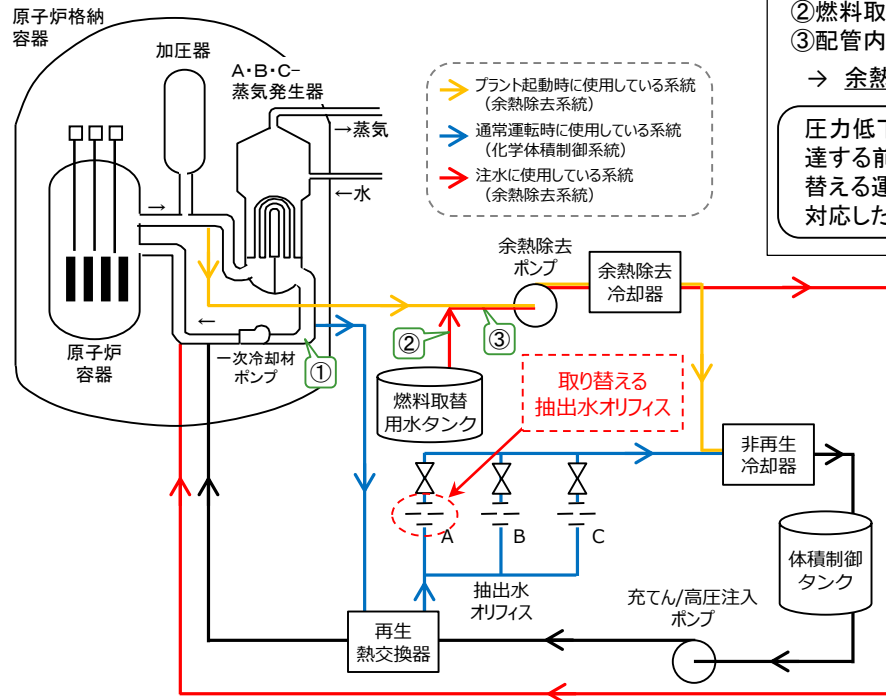 原子炉格納
容器
加圧器
A・B・C-
蒸気発生器
→蒸気
←水
プラント起動時に使用している系統
（余熱除去系統）
通常運転時に使用している系統
（化学体積制御系統）
注水に使用している系統
（余熱除去系統）
②燃料取
③配管内
→ 余熱
圧力低下
達する前
替える運
対応した
→
←
原子炉
容器
一次冷却材
ポンプ
①
余熱除去
ポンプ
余熱除去
冷却器
②
③
燃料取替
用水タンク
取り替える
抽出水オリフィス
非再生
冷却器
A
B
C
抽出水
オリフィス
体積制御
タンク
充てん/高圧注入
ポンプ
再生
熱交換器